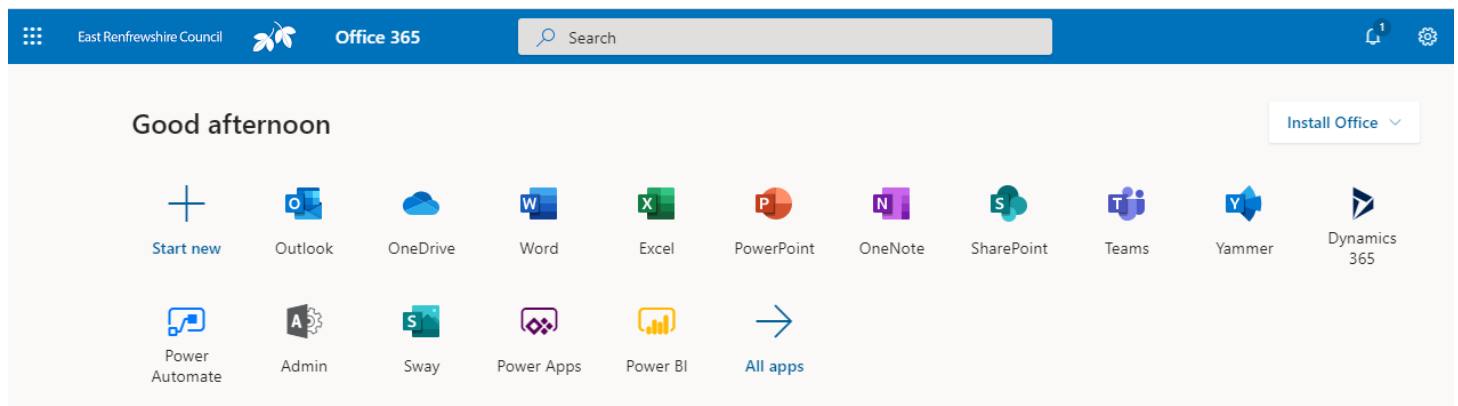 East Renfrewshire Council Office 365 Search 1
Good afternoon Install Office
Start new Outlook OneDrive Word Excel PowerPoint OneNote SharePoint Teams Yammer Dynamics
365
Power
Automate Admin Sway Power Apps Power BI All apps